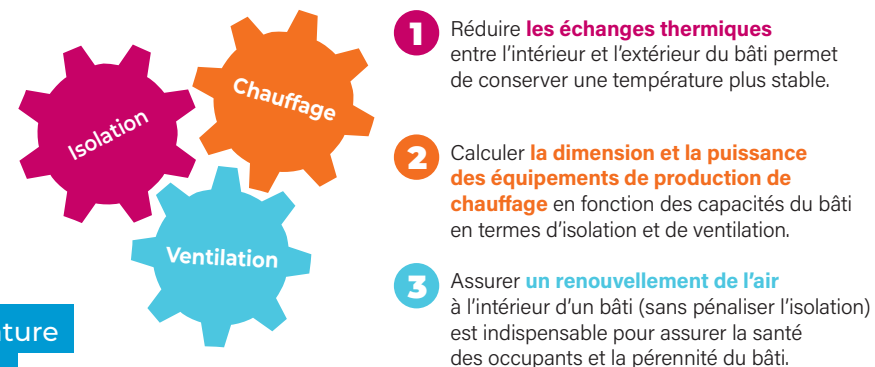 Isolation
Chauffage
Ventilation
1 Réduire les échanges thermiques
entre l’intérieur et l’extérieur du bâti permet
de conserver une température plus stable.
2 Calculer la dimension et la puissance
des équipements de production de
chauffage en fonction des capacités du bâti
en termes d’isolation et de ventilation.
3 Assurer un renouvellement de l’air
à l’intérieur d’un bâti (sans pénaliser l’isolation)
est indispensable pour assurer la santé
des occupants et la pérennité du bâti.